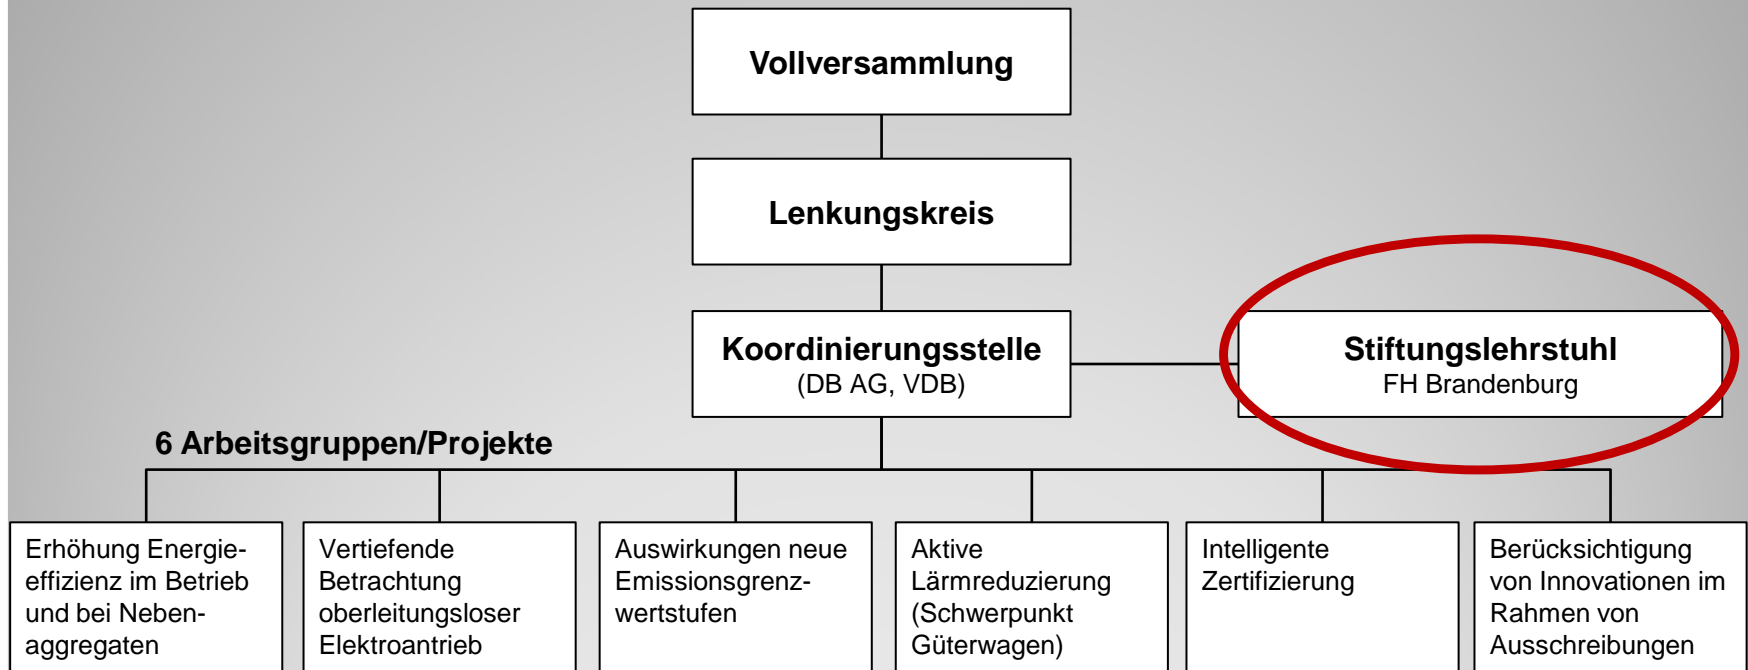 Vollversammlung
Lenkungskreis
Koordinierungsstelle
(DB AG, VDB)
Stiftungslehrstuhl
FH Brandenburg
6 Arbeitsgruppen/Projekte
Erhöhung Energie-
effizienz im Betrieb
und bei Neben-
aggregaten
Vertiefende
Betrachtung
oberleitungsloser
Elektroantrieb
Auswirkungen neue
Emissionsgrenz-
wertstufen
Aktive
Lärmreduzierung
(Schwerpunkt
Güterwagen)
Intelligente
Zertifizierung
Berücksichtigung
von Innovationen im
Rahmen von
Ausschreibungen